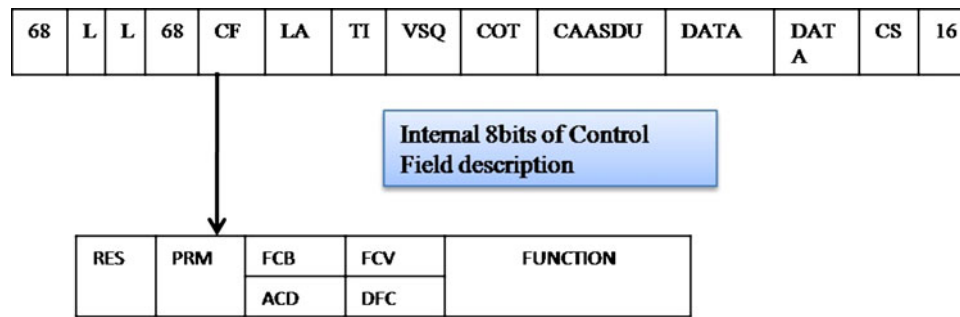 68 L L 68 CF LA TI VSQ COT CAASDU DATA DAT CS 16
A
Internal 8bits of Control
Field description
RES PRM FCB FCV FUNCTION
ACD DFC